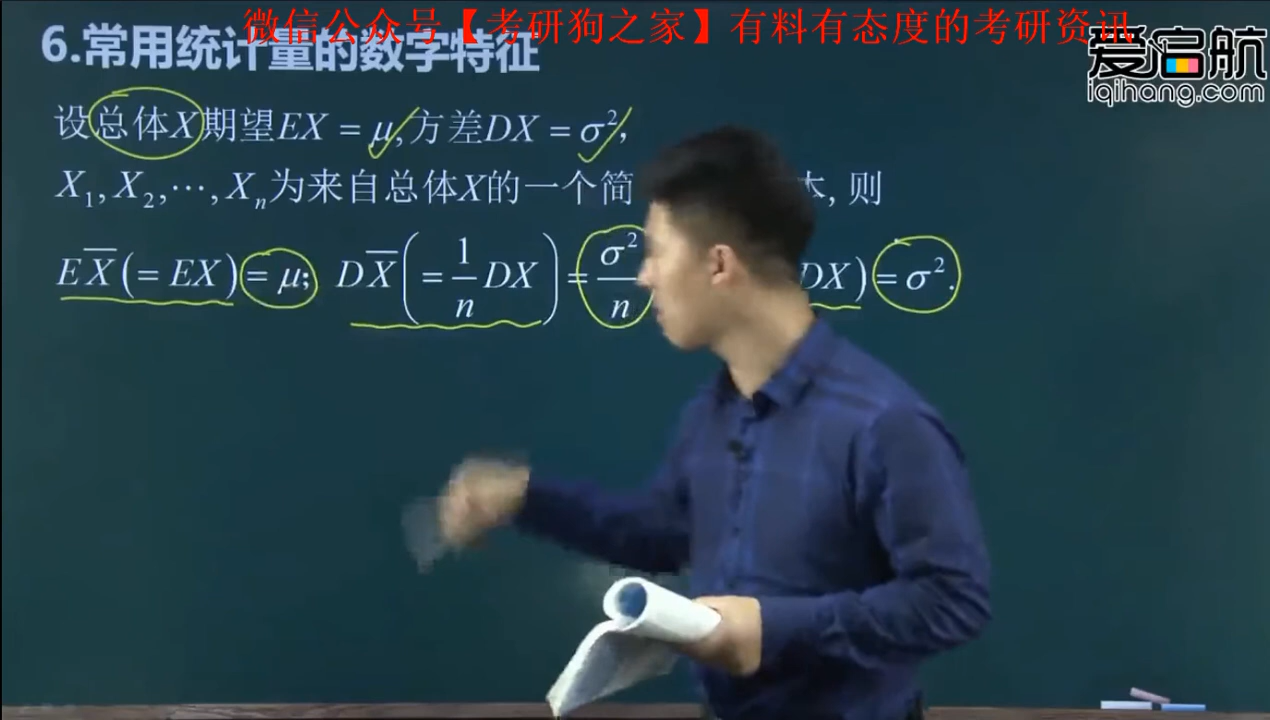 微信公众号【考研狗之家】有料有态度的考研资讯
6.常用统计量的数字特征
爱启航
iqihang.com
设总体X期望EX = μ, 方差DX = σ²,
X₁, X₂, ⋯, Xₙ为来自总体X的一个简 本, 则
EX̅(= EX) = μ; DX̅(= 1/n DX) = σ²/n DX) = σ².